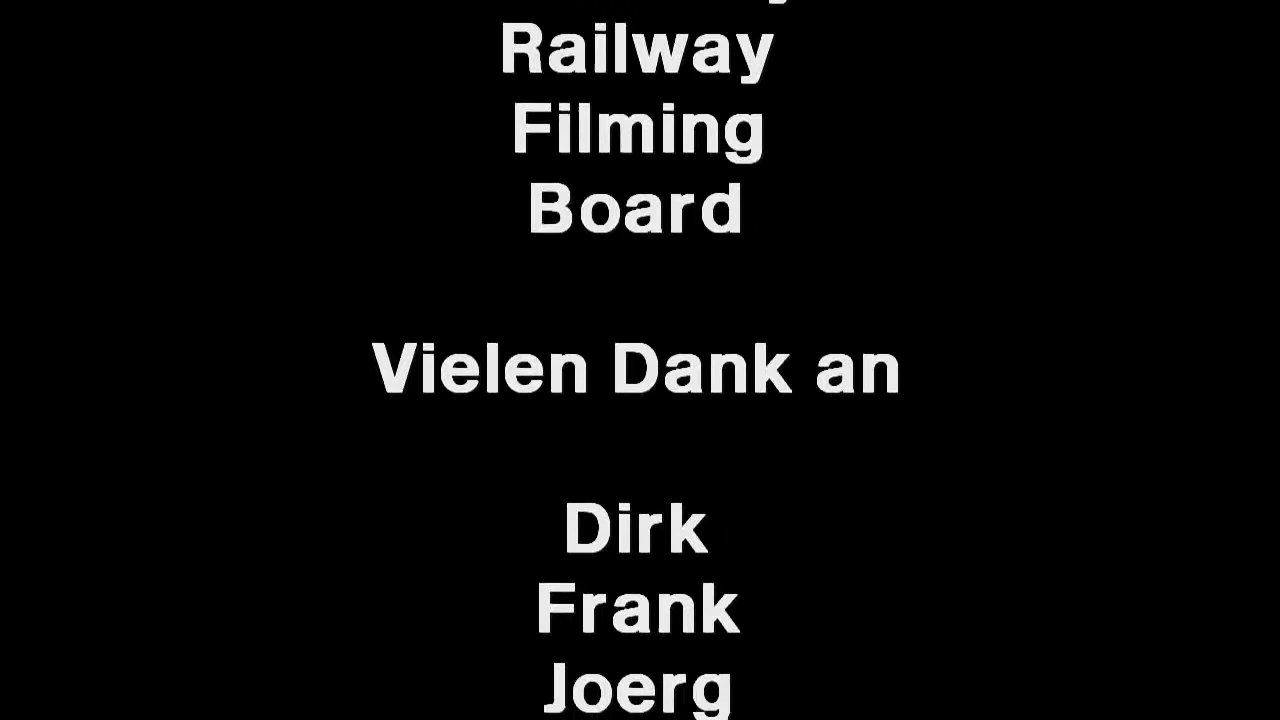 Railway
Filming
Board
Vielen Dank an
Dirk
Frank
Joerg